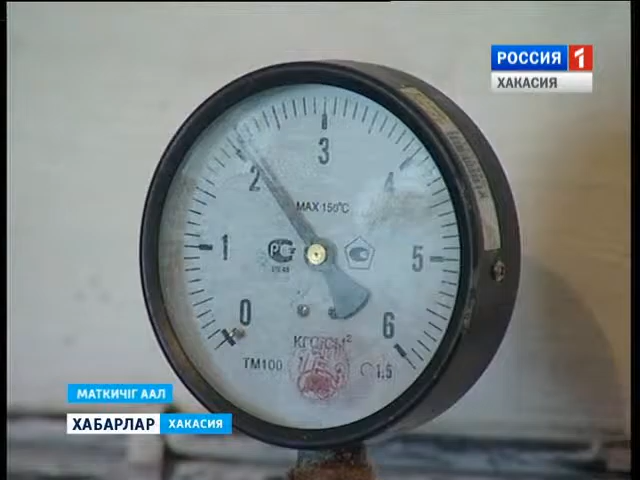 РОССИЯ 1
ХАКАСИЯ
3
2
4
MAX 150°C
1
РСТ
5
0
6
КГС/СМ²
ТМ100
1,5
МАТКИЧIГ ААЛ
ХАБАРЛАР ХАКАСИЯ